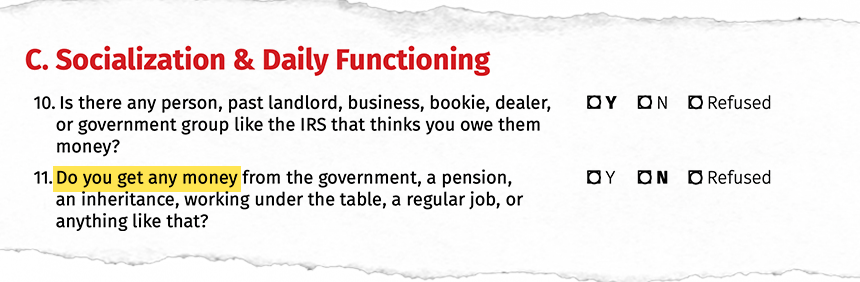 C. Socialization & Daily Functioning
10. Is there any person, past landlord, business, bookie, dealer, Y N Refused
or government group like the IRS that thinks you owe them
money?
11. Do you get any money from the government, a pension, Y N Refused
an inheritance, working under the table, a regular job, or
anything like that?